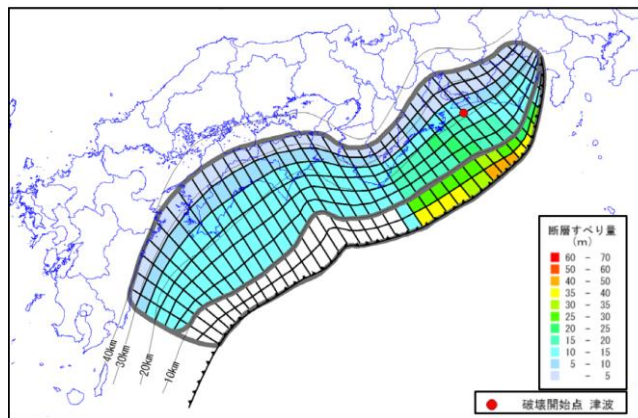 40km
30km
20km
10km
断層すべり量
(m)
60 － 70
50 － 60
40 － 50
35 － 40
30 － 35
25 － 30
20 － 25
15 － 20
10 － 15
5 － 10
－ 5
破壊開始点 津波